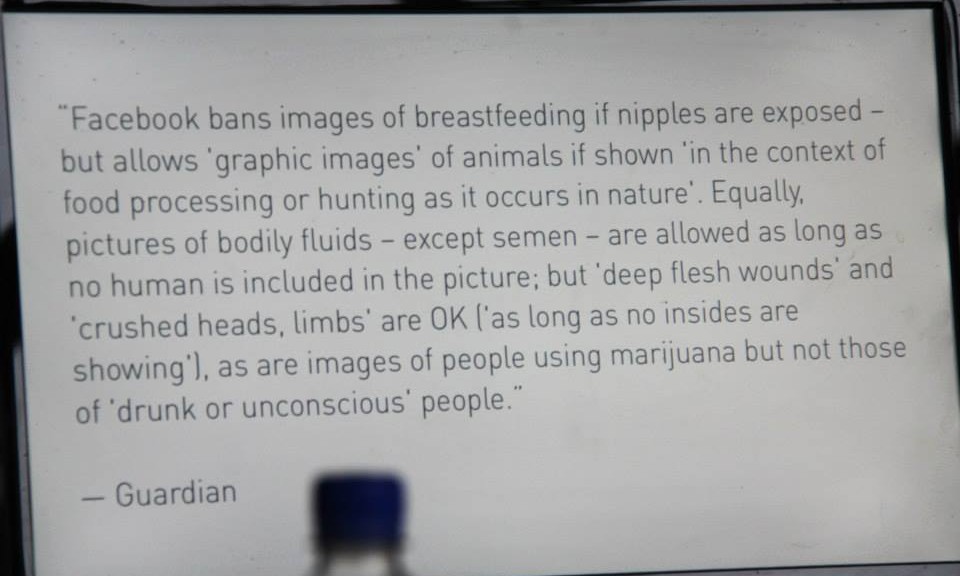 “Facebook bans images of breastfeeding if nipples are exposed –
but allows 'graphic images' of animals if shown 'in the context of
food processing or hunting as it occurs in nature'. Equally,
pictures of bodily fluids – except semen – are allowed as long as
no human is included in the picture; but 'deep flesh wounds' and
'crushed heads, limbs' are OK ('as long as no insides are
showing'), as are images of people using marijuana but not those
of 'drunk or unconscious' people.”
— Guardian